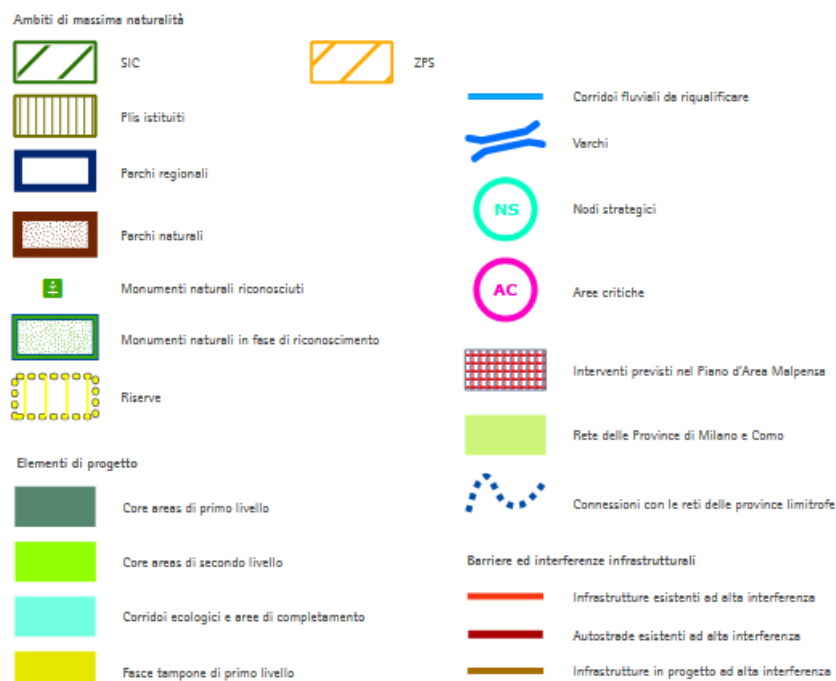 Ambiti di massima naturalità
SIC
ZPS
Plis istituiti
Parchi regionali
Parchi naturali
Monumenti naturali riconosciuti
Monumenti naturali in fase di riconoscimento
Riserve
Elementi di progetto
Core areas di primo livello
Core areas di secondo livello
Corridoi ecologici e aree di completamento
Fasce tampone di primo livello
Corridoi fluviali da riqualificare
Varchi
NS
Nodi strategici
AC
Aree critiche
Interventi previsti nel Piano d'Area Malpensa
Rete delle Province di Milano e Como
Connessioni con le reti delle province limitrofe
Barriere ed interferenze infrastrutturali
Infrastrutture esistenti ad alta interferenza
Autostrade esistenti ad alta interferenza
Infrastrutture in progetto ad alta interferenza